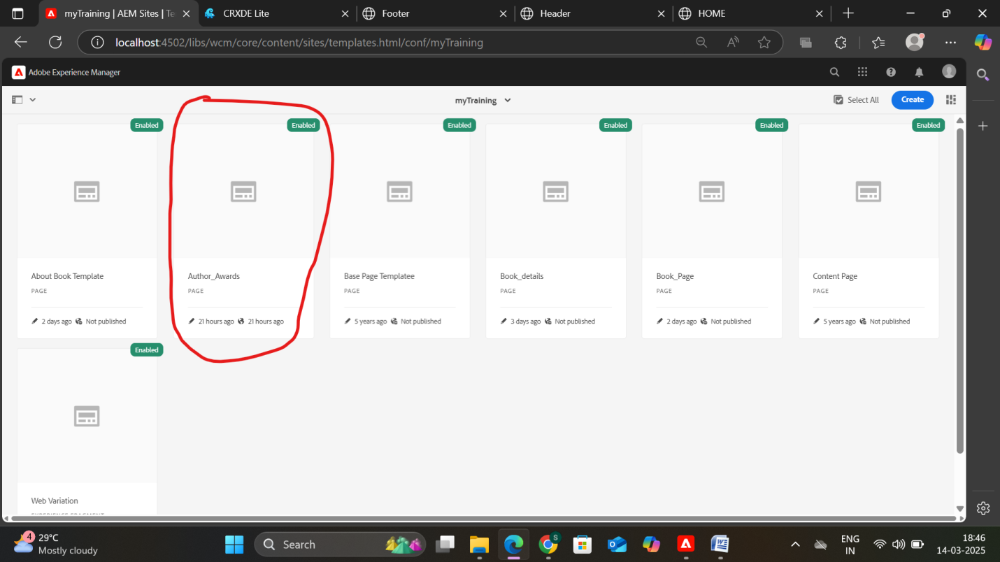 myTraining | AEM Sites | Te
CRXDE Lite
Footer
Header
HOME
localhost:4502/libs/wcm/core/content/sites/templates.html/conf/myTraining
Adobe Experience Manager
myTraining
Select All
Create
Enabled
Enabled
Enabled
Enabled
Enabled
Enabled
About Book Template
PAGE
2 days ago Not published
Author_Awards
PAGE
21 hours ago 21 hours ago
Base Page Templatee
PAGE
5 years ago Not published
Book_details
PAGE
3 days ago Not published
Book_Page
PAGE
2 days ago Not published
Content Page
PAGE
5 years ago Not published
Enabled
Web Variation
EXPERIENCE FRAGMENT
4
29°C
Mostly cloudy
Search
S
ENG
IN
18:46
14-03-2025